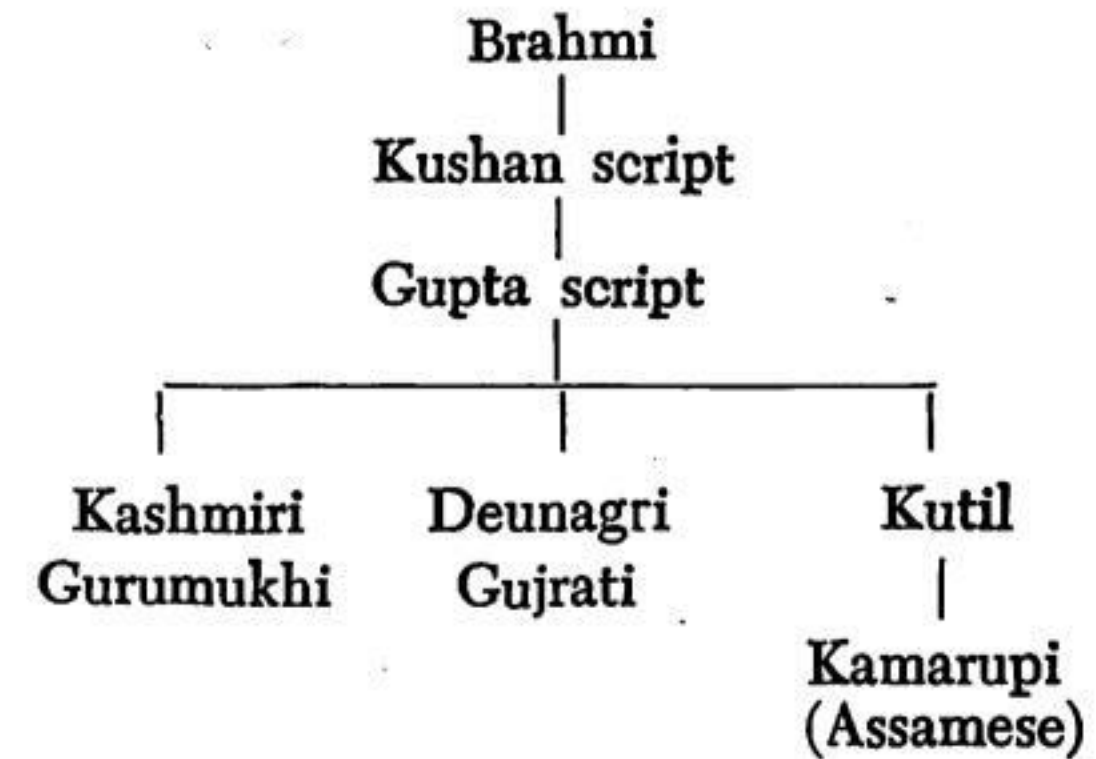 Brahmi
Kushan script
Gupta script
Kashmiri Deunagri Kutil
Gurumukhi Gujrati
Kamarupi
(Assamese)